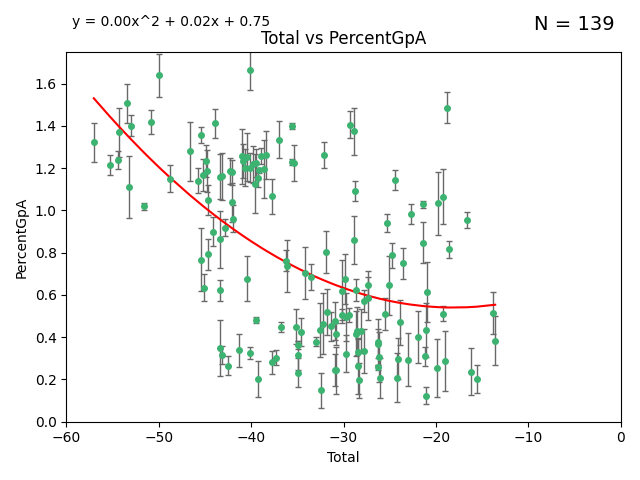 y = 0.00x^2 + 0.02x + 0.75
N = 139
Total vs PercentGpA
1.6
1.4
1.2
1.0
0.8
0.6
0.4
0.2
0.0
PercentGpA
−60 −50 −40 −30 −20 −10 0
Total